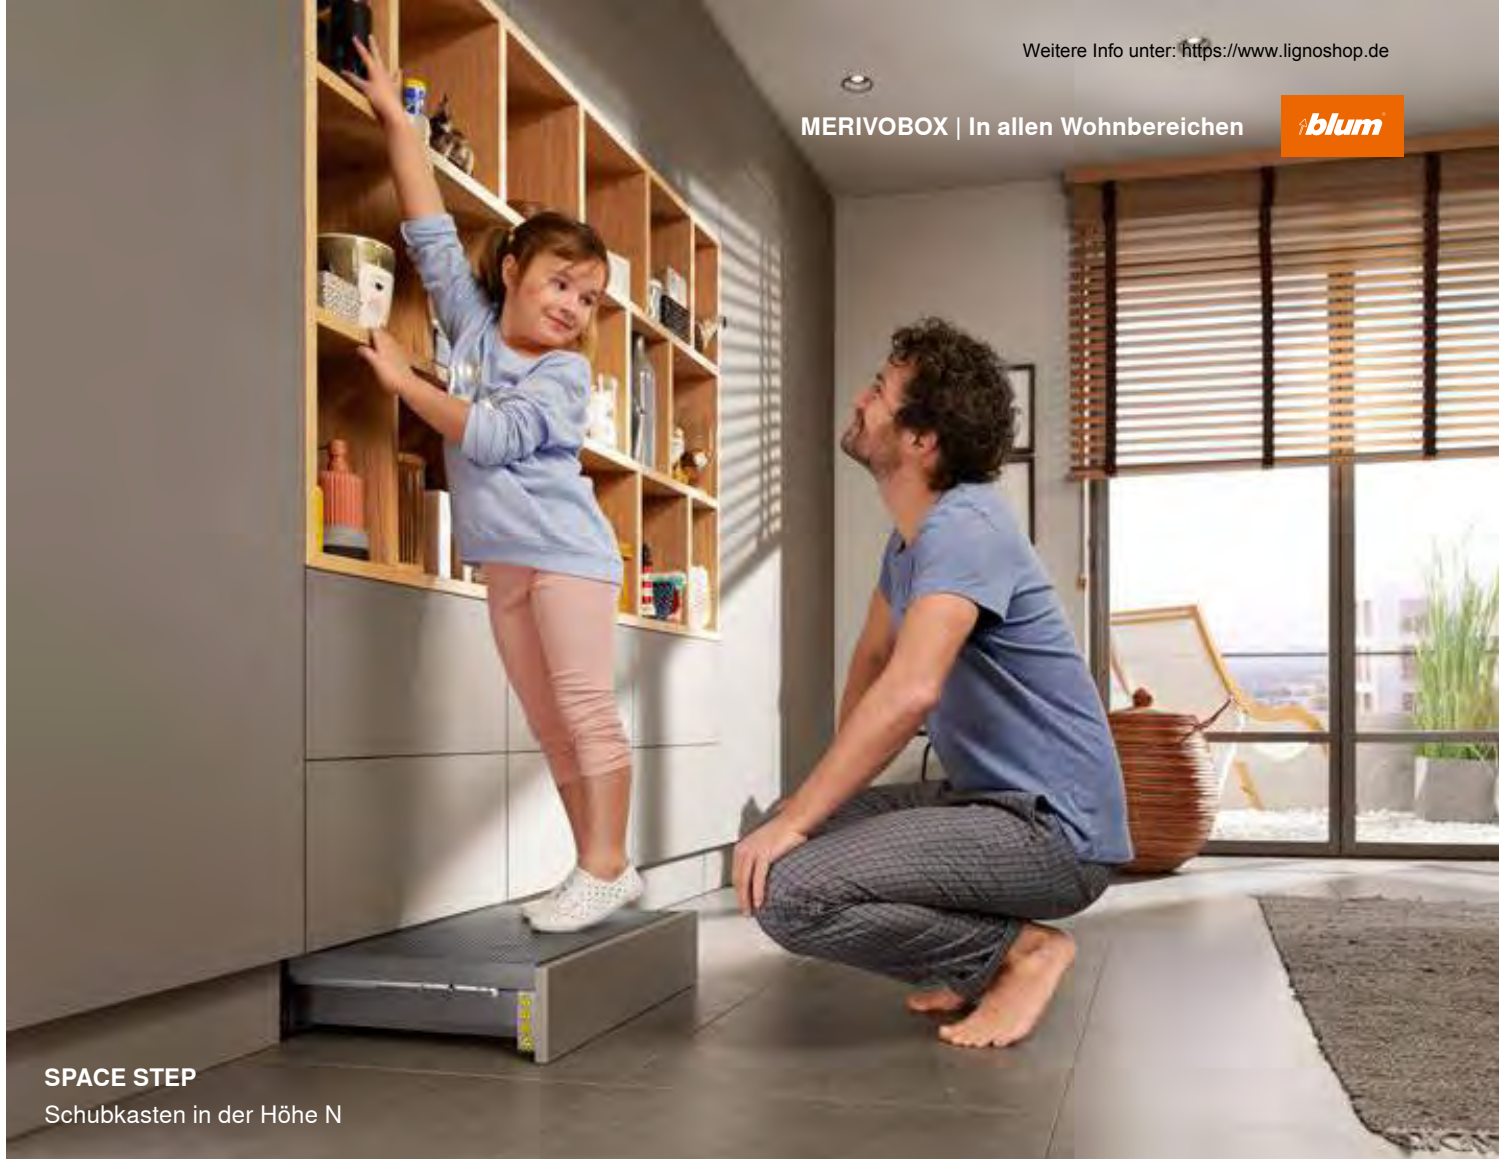 Weitere Info unter: https://www.lignoshop.de
MERIVOBOX | In allen Wohnbereichen
blum
SPACE STEP
Schubkasten in der Höhe N